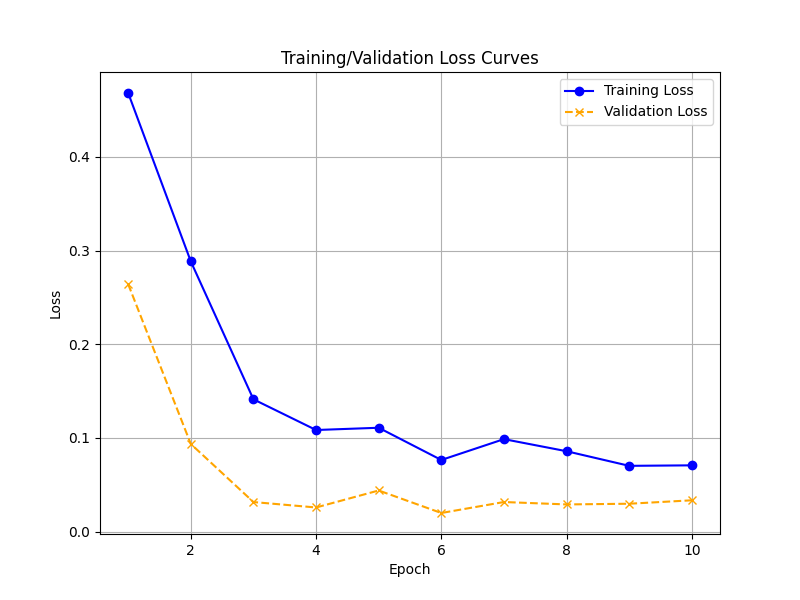 Training/Validation Loss Curves
Training Loss
Validation Loss
Loss
0.4
0.3
0.2
0.1
0.0
2 4 6 8 10
Epoch